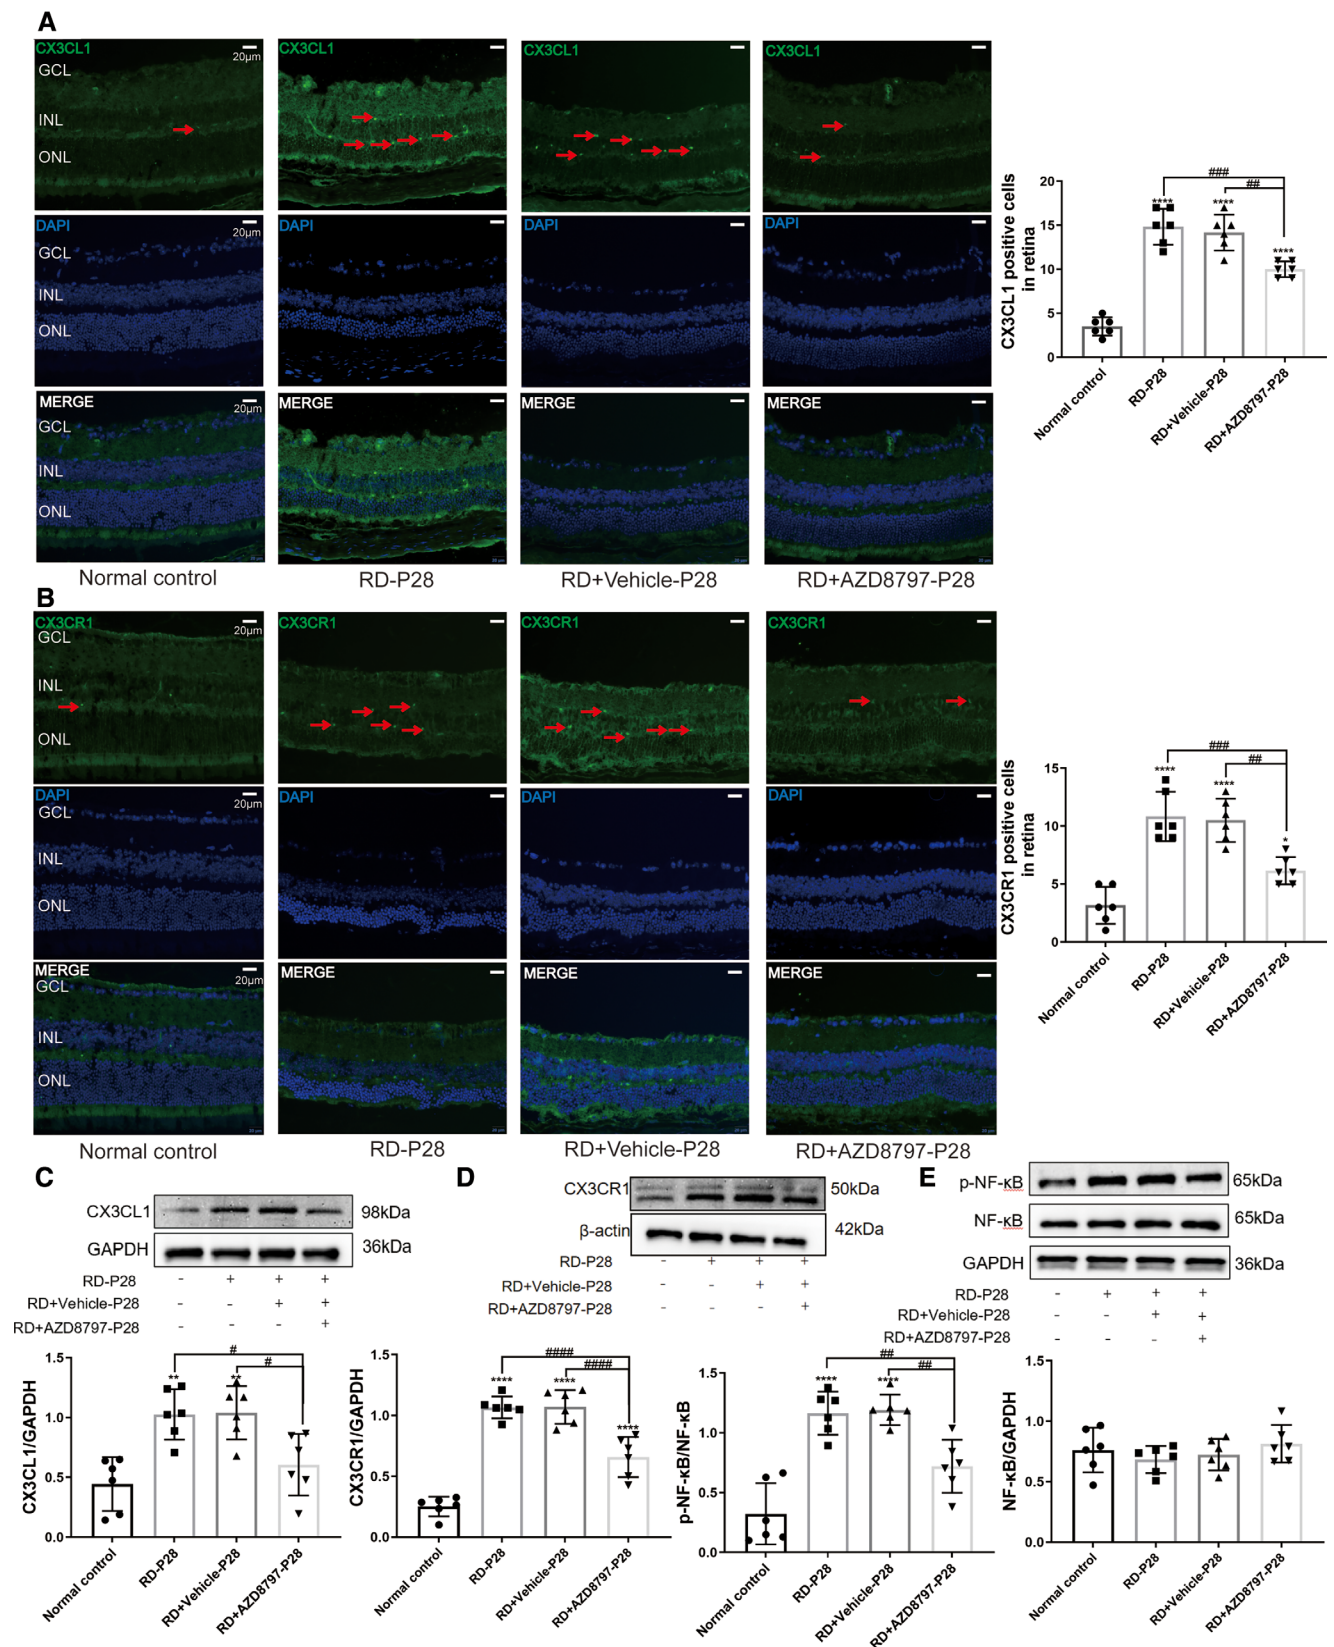 A
CX3CL1 20μm CX3CL1 CX3CL1 CX3CL1
GCL
INL
ONL
DAPI 20μm DAPI DAPI DAPI
GCL
INL
ONL
MERGE 20μm MERGE MERGE MERGE
GCL
INL
ONL
Normal control RD-P28 RD+Vehicle-P28 RD+AZD8797-P28
CX3CL1 positive cells
in retina
20
15
10
5
0
###
##
**** **** ****
Normal control RD-P28 RD+Vehicle-P28 RD+AZD8797-P28
B
CX3CR1 20μm CX3CR1 CX3CR1 CX3CR1
GCL
INL
ONL
DAPI 20μm DAPI DAPI DAPI
GCL
INL
ONL
MERGE 20μm MERGE MERGE MERGE
GCL
INL
ONL
Normal control RD-P28 RD+Vehicle-P28 RD+AZD8797-P28
CX3CR1 positive cells
in retina
15
10
5
0
###
##
**** **** *
Normal control RD-P28 RD+Vehicle-P28 RD+AZD8797-P28
C
CX3CL1 98kDa
GAPDH 36kDa
RD-P28 - + + +
RD+Vehicle-P28 - - + +
RD+AZD8797-P28 - - - +
CX3CL1/GAPDH
1.5
1.0
0.5
0.0
#
#
** **
Normal control RD-P28 RD+Vehicle-P28 RD+AZD8797-P28
D
CX3CR1 50kDa
β-actin 42kDa
RD-P28 - + + +
RD+Vehicle-P28 - - + +
RD+AZD8797-P28 - - - +
CX3CR1/GAPDH
1.5
1.0
0.5
0.0
####
####
**** **** ****
Normal control RD-P28 RD+Vehicle-P28 RD+AZD8797-P28
E
p-NF-κB 65kDa
NF-κB 65kDa
GAPDH 36kDa
RD-P28 - + + +
RD+Vehicle-P28 - - + +
RD+AZD8797-P28 - - - +
p-NF-κB/NF-κB
1.5
1.0
0.5
0.0
##
##
**** ****
Normal control RD-P28 RD+Vehicle-P28 RD+AZD8797-P28
NF-κB/GAPDH
1.5
1.0
0.5
0.0
Normal control RD-P28 RD+Vehicle-P28 RD+AZD8797-P28